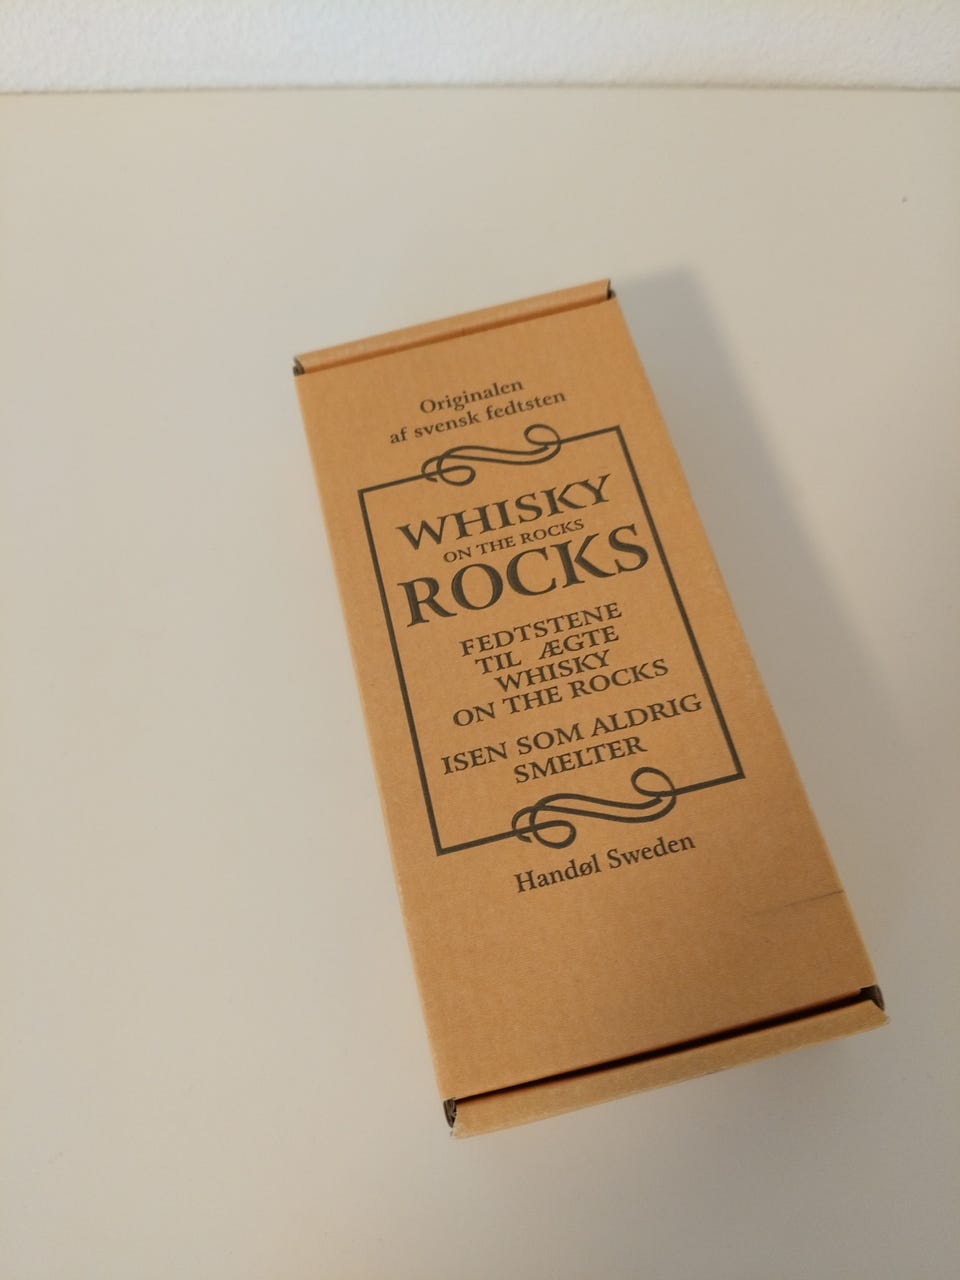 Originalen
af svensk fedtsten
WHISKY
ON THE ROCKS
ROCKS
FEDTSTENE
TIL ÆGTE
WHISKY
ON THE ROCKS
ISEN SOM ALDRIG
SMELTER
Handøl Sweden